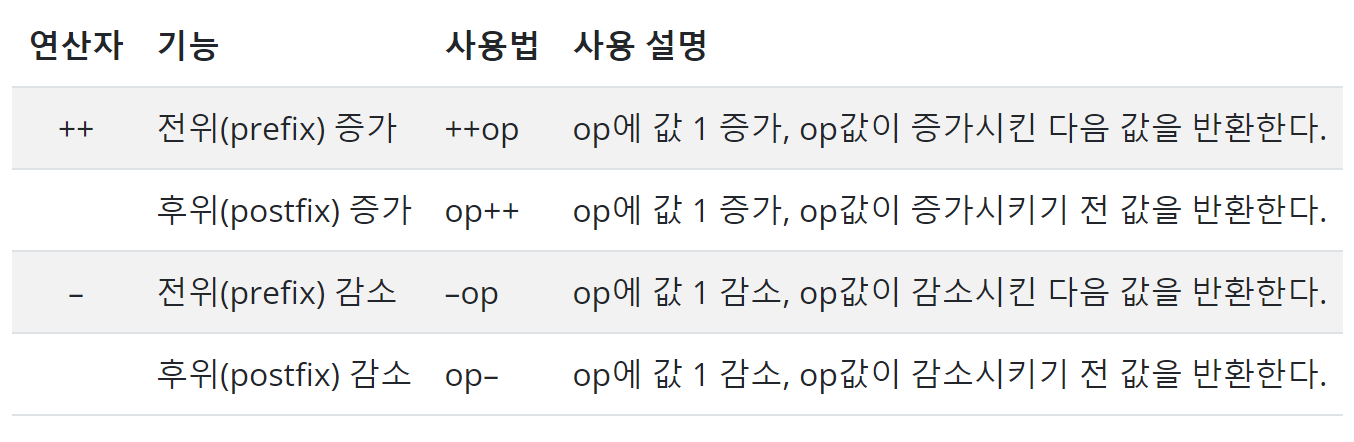 연산자 기능 사용법 사용 설명
++ 전위(prefix) 증가 ++op op에 값 1 증가, op값이 증가시킨 다음 값을 반환한다.
후위(postfix) 증가 op++ op에 값 1 증가, op값이 증가시키기 전 값을 반환한다.
– 전위(prefix) 감소 –op op에 값 1 감소, op값이 감소시킨 다음 값을 반환한다.
후위(postfix) 감소 op– op에 값 1 감소, op값이 감소시키기 전 값을 반환한다.